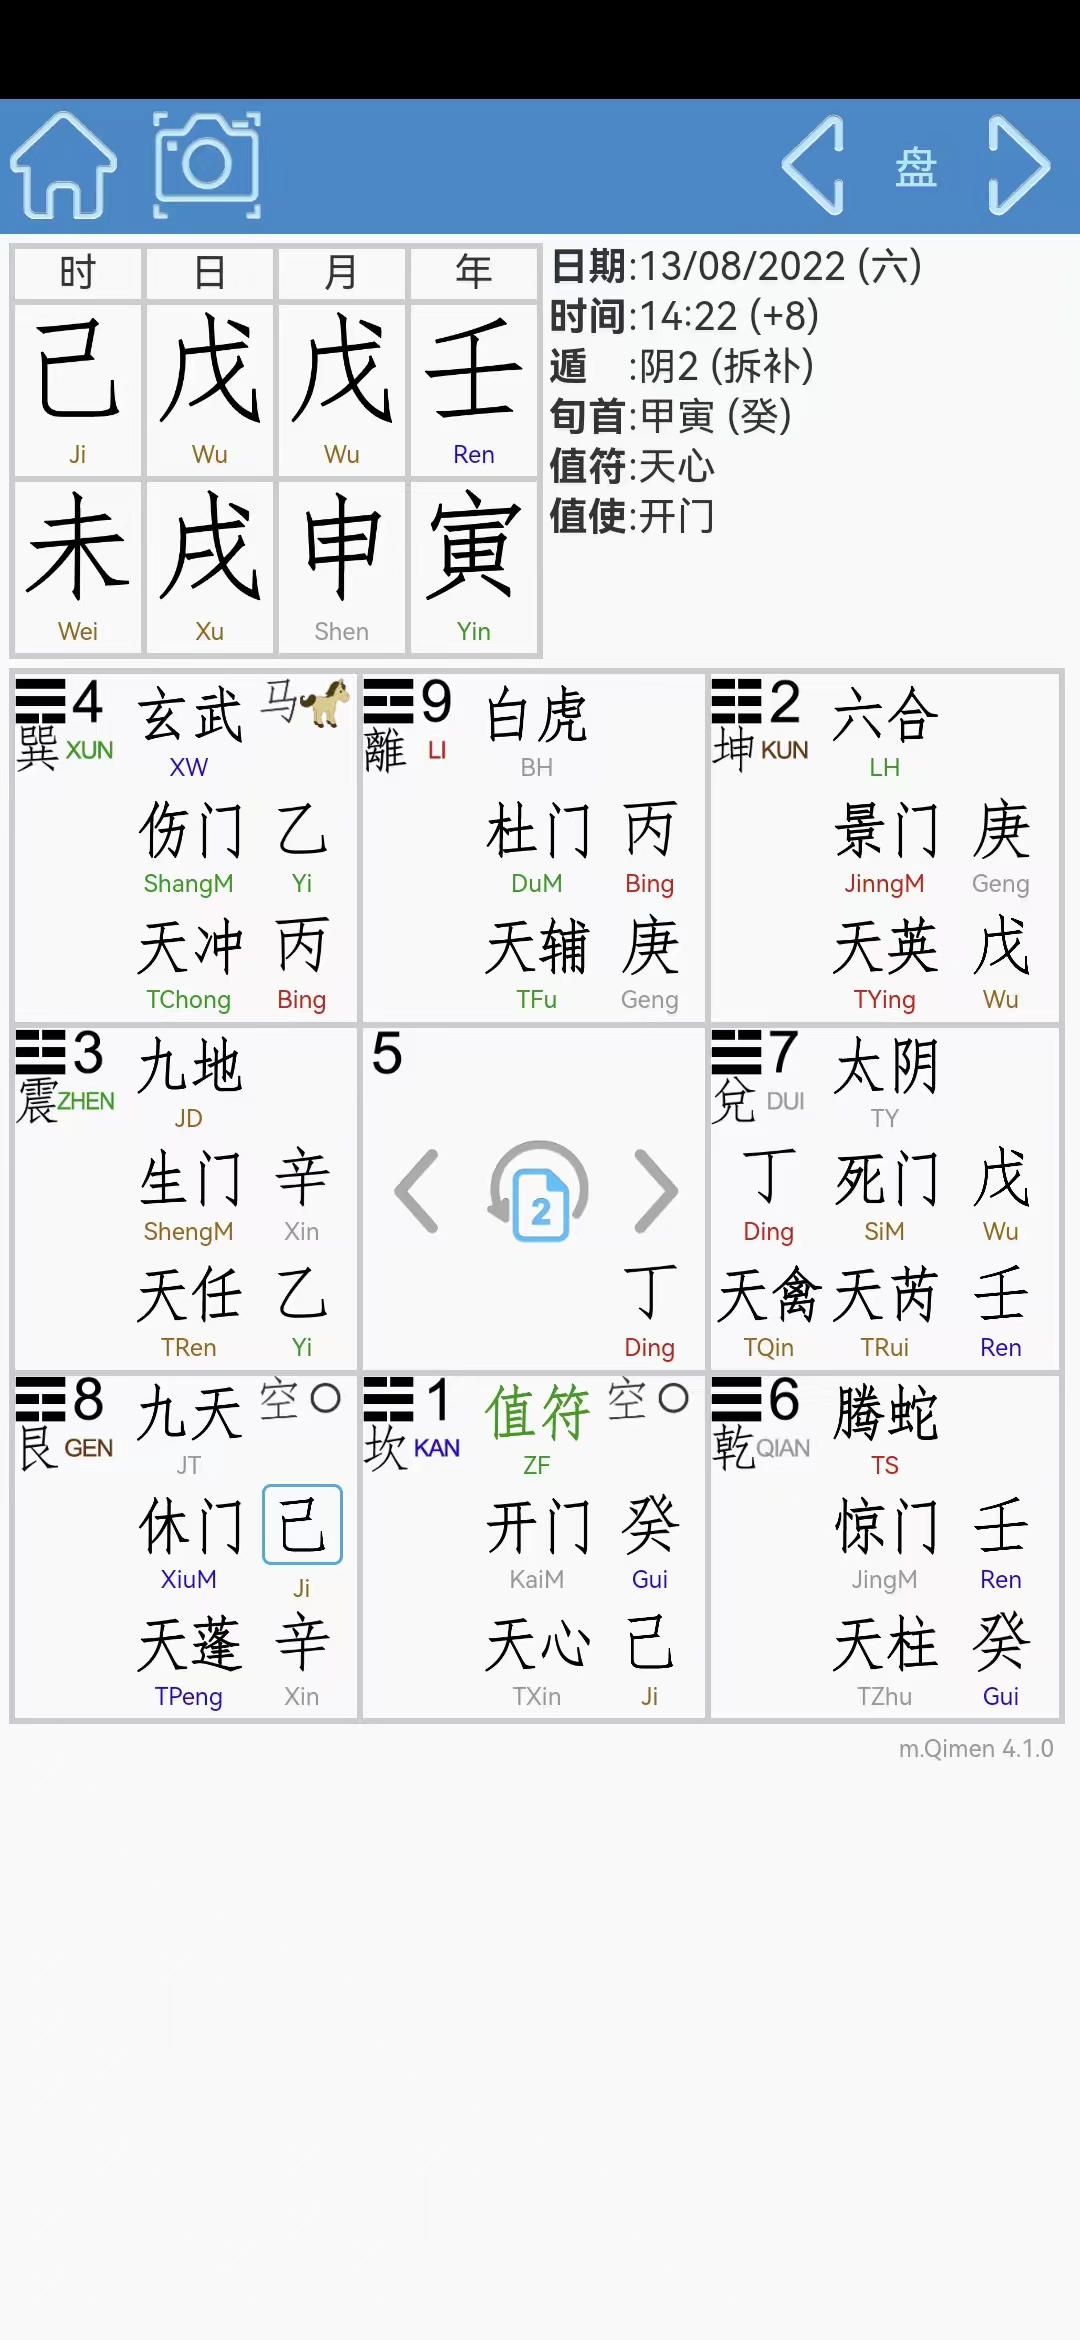 盘
时 日 月 年
己 戊 戊 壬
Ji Wu Wu Ren
未 戌 申 寅
Wei Xu Shen Yin
日期:13/08/2022 (六)
时间:14:22 (+8)
遁 :阴2 (拆补)
旬首:甲寅 (癸)
值符:天心
值使:开门
4 玄武 马
巽 XUN XW
伤门 乙
ShangM Yi
天冲 丙
TChong Bing
9 白虎
離 LI BH
杜门 丙
DuM Bing
天辅 庚
TFu Geng
2 六合
坤 KUN LH
景门 庚
JinngM Geng
天英 戊
TYing Wu
3 九地
震 ZHEN JD
生门 辛
ShengM Xin
天任 乙
TRen Yi
5
2
丁
Ding
7 太阴
兌 DUI TY
丁 死门 戊
Ding SiM Wu
天禽 天芮 壬
TQin TRui Ren
8 九天 空 〇
艮 GEN JT
休门 己
XiuM Ji
天蓬 辛
TPeng Xin
1 值符 空 〇
坎 KAN ZF
开门 癸
KaiM Gui
天心 己
TXin Ji
6 腾蛇
乾 QIAN TS
惊门 壬
JingM Ren
天柱 癸
TZhu Gui
m.Qimen 4.1.0